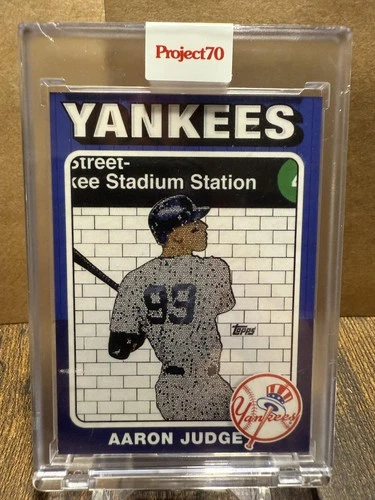 Project70
YANKEES
Street-
kee Stadium Station
4
99
Topps
Yankees
AARON JUDGE